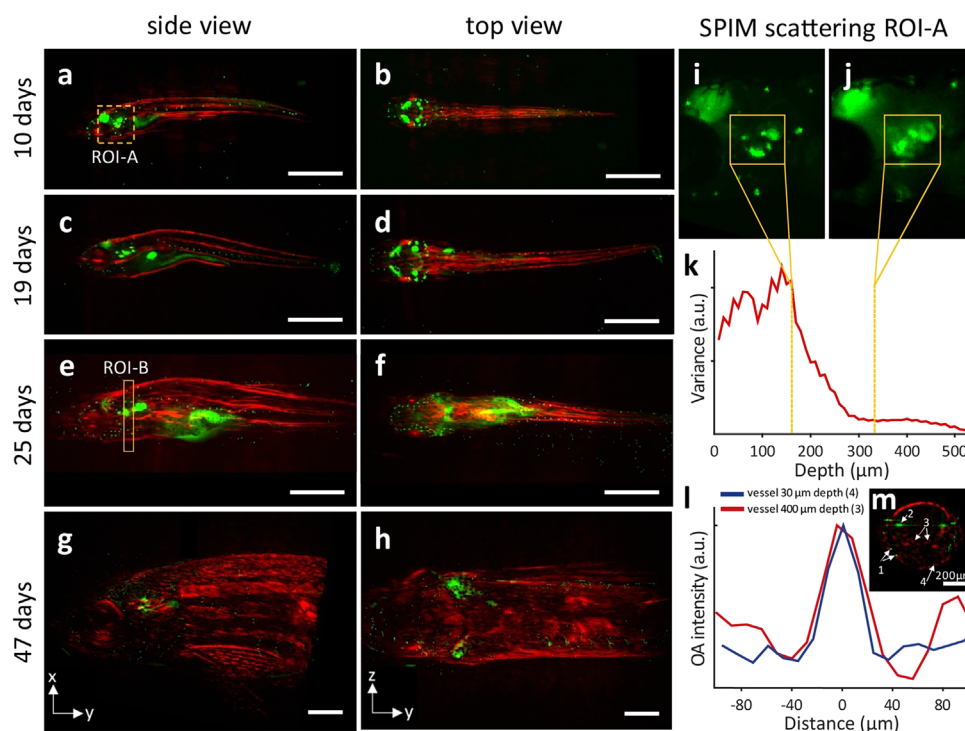 side view
top view
SPIM scattering ROI-A
10 days
a
ROI-A
b
i
j
19 days
c
d
k
Variance (a.u.)
0
100
200
300
400
500
Depth (µm)
25 days
e
ROI-B
f
l
vessel 30 µm depth (4)
vessel 400 µm depth (3)
m
2
3
1
4
200µm
OA intensity (a.u.)
-80
-40
0
40
80
Distance (µm)
47 days
g
x
y
h
z
y